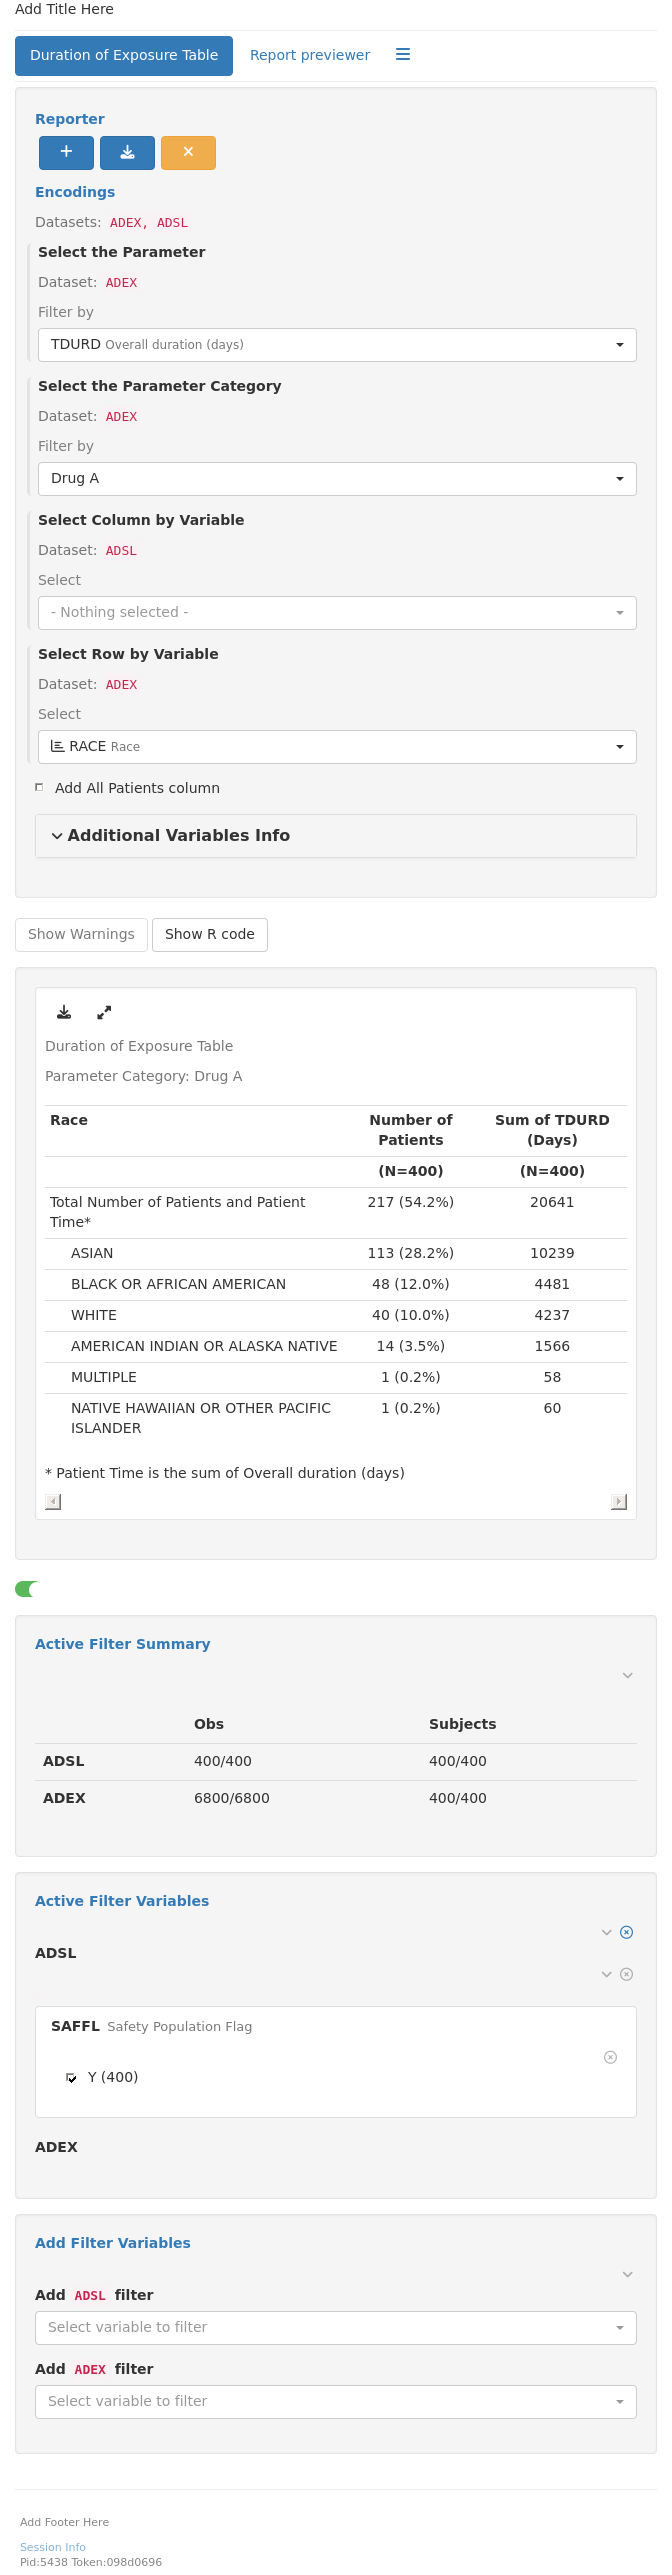 Add Title Here
Duration of Exposure Table Report previewer
Reporter
Encodings
Datasets: ADEX, ADSL
Select the Parameter
Dataset: ADEX
Filter by
TDURD Overall duration (days)
Select the Parameter Category
Dataset: ADEX
Filter by
Drug A
Select Column by Variable
Dataset: ADSL
Select
- Nothing selected -
Select Row by Variable
Dataset: ADEX
Select
RACE Race
Add All Patients column
Additional Variables Info
Show Warnings Show R code
Duration of Exposure Table
Parameter Category: Drug A
Race Number of Sum of TDURD
Patients (Days)
(N=400) (N=400)
Total Number of Patients and Patient 217 (54.2%) 20641
Time*
ASIAN 113 (28.2%) 10239
BLACK OR AFRICAN AMERICAN 48 (12.0%) 4481
WHITE 40 (10.0%) 4237
AMERICAN INDIAN OR ALASKA NATIVE 14 (3.5%) 1566
MULTIPLE 1 (0.2%) 58
NATIVE HAWAIIAN OR OTHER PACIFIC 1 (0.2%) 60
ISLANDER
* Patient Time is the sum of Overall duration (days)
Active Filter Summary
Obs Subjects
ADSL 400/400 400/400
ADEX 6800/6800 400/400
Active Filter Variables
ADSL
SAFFL Safety Population Flag
Y (400)
ADEX
Add Filter Variables
Add ADSL filter
Select variable to filter
Add ADEX filter
Select variable to filter
Add Footer Here
Session Info
Pid:5438 Token:098d0696